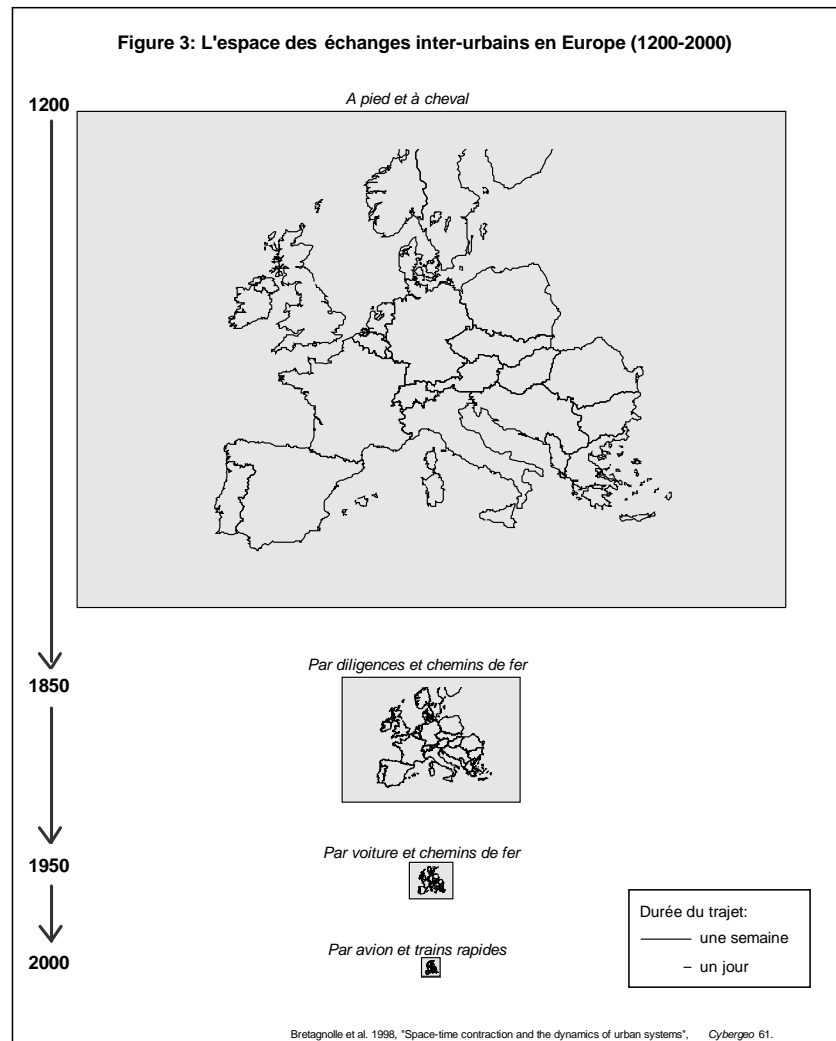 Figure 3: L'espace des échanges inter-urbains en Europe (1200-2000)
1200
A pied et à cheval
1850
Par diligences et chemins de fer
1950
Par voiture et chemins de fer
2000
Par avion et trains rapides
Durée du trajet:
une semaine
un jour
Bretagnolle et al. 1998, "Space-time contraction and the dynamics of urban systems", Cybergeo 61.